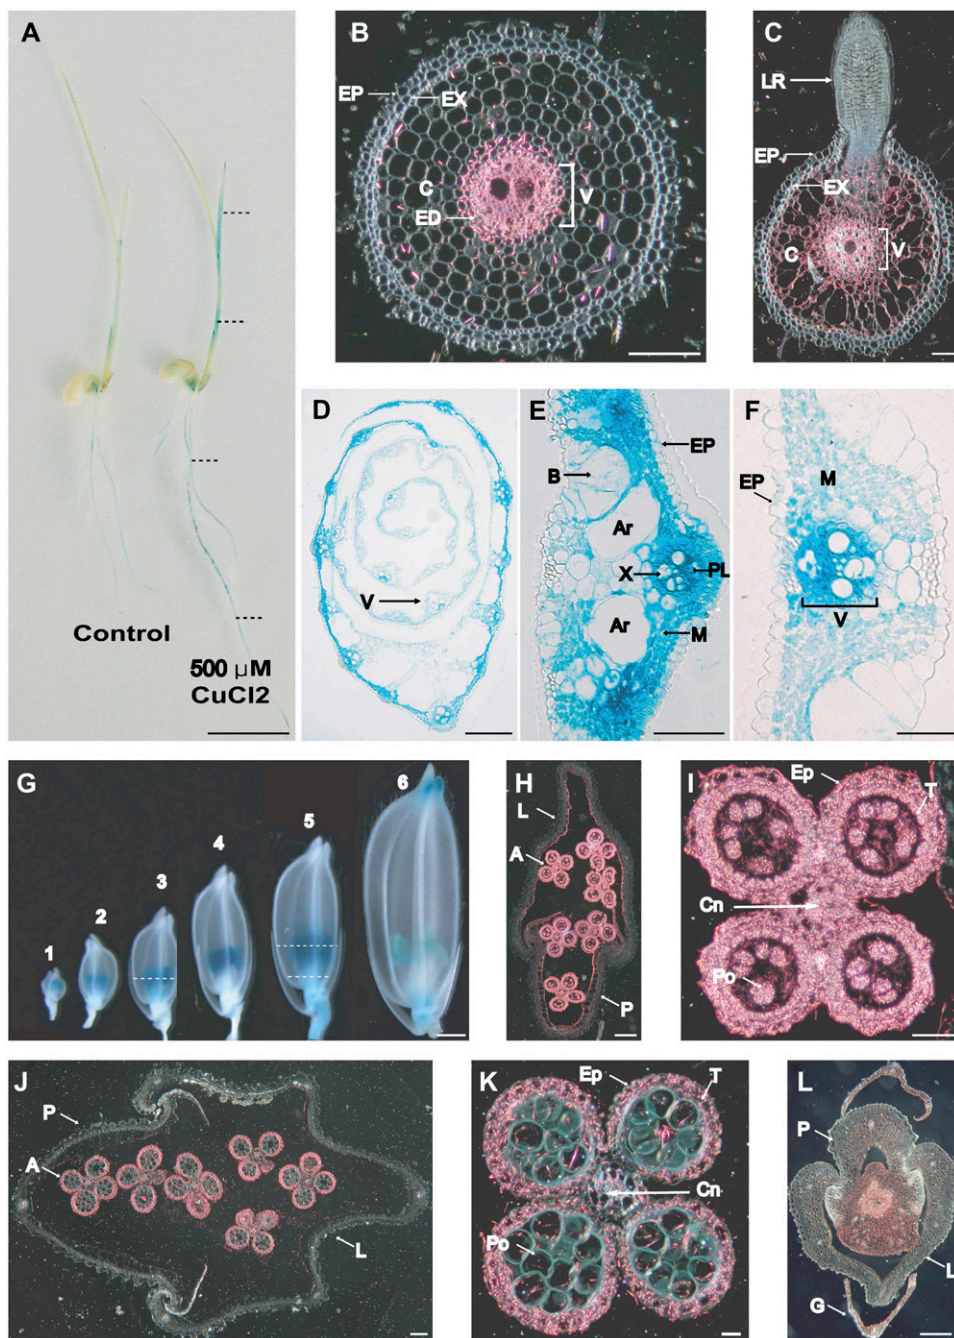 A
Control
500 μM
CuCl2
B
EP
EX
C
V
ED
C
LR
EP
EX
C
V
D
V
E
EP
B
Ar
X
PL
Ar
M
F
M
EP
V
G
1
2
3
4
5
6
H
L
A
P
I
Ep
T
Cn
Po
J
P
A
L
K
Ep
T
Cn
Po
L
P
L
G